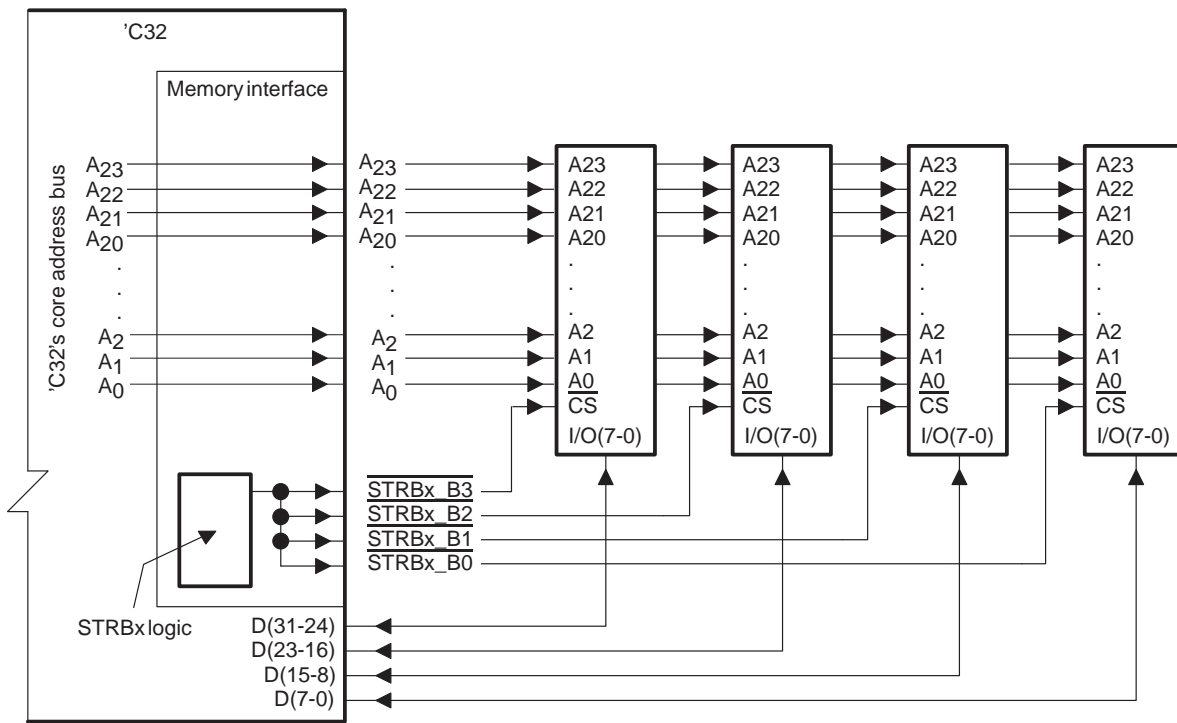 'C32
Memory interface
'C32's core address bus
A23 A23 A23 A23 A23 A23
A22 A22 A22 A22 A22 A22
A21 A21 A21 A21 A21 A21
A20 A20 A20 A20 A20 A20
. . . . . .
. . . . . .
. . . . . .
A2 A2 A2 A2 A2 A2
A1 A1 A1 A1 A1 A1
A0 A0 A0 A0 A0 A0
CS CS CS CS
I/O(7-0) I/O(7-0) I/O(7-0) I/O(7-0)
STRBx_B3
STRBx_B2
STRBx_B1
STRBx_B0
STRBx logic
D(31-24)
D(23-16)
D(15-8)
D(7-0)